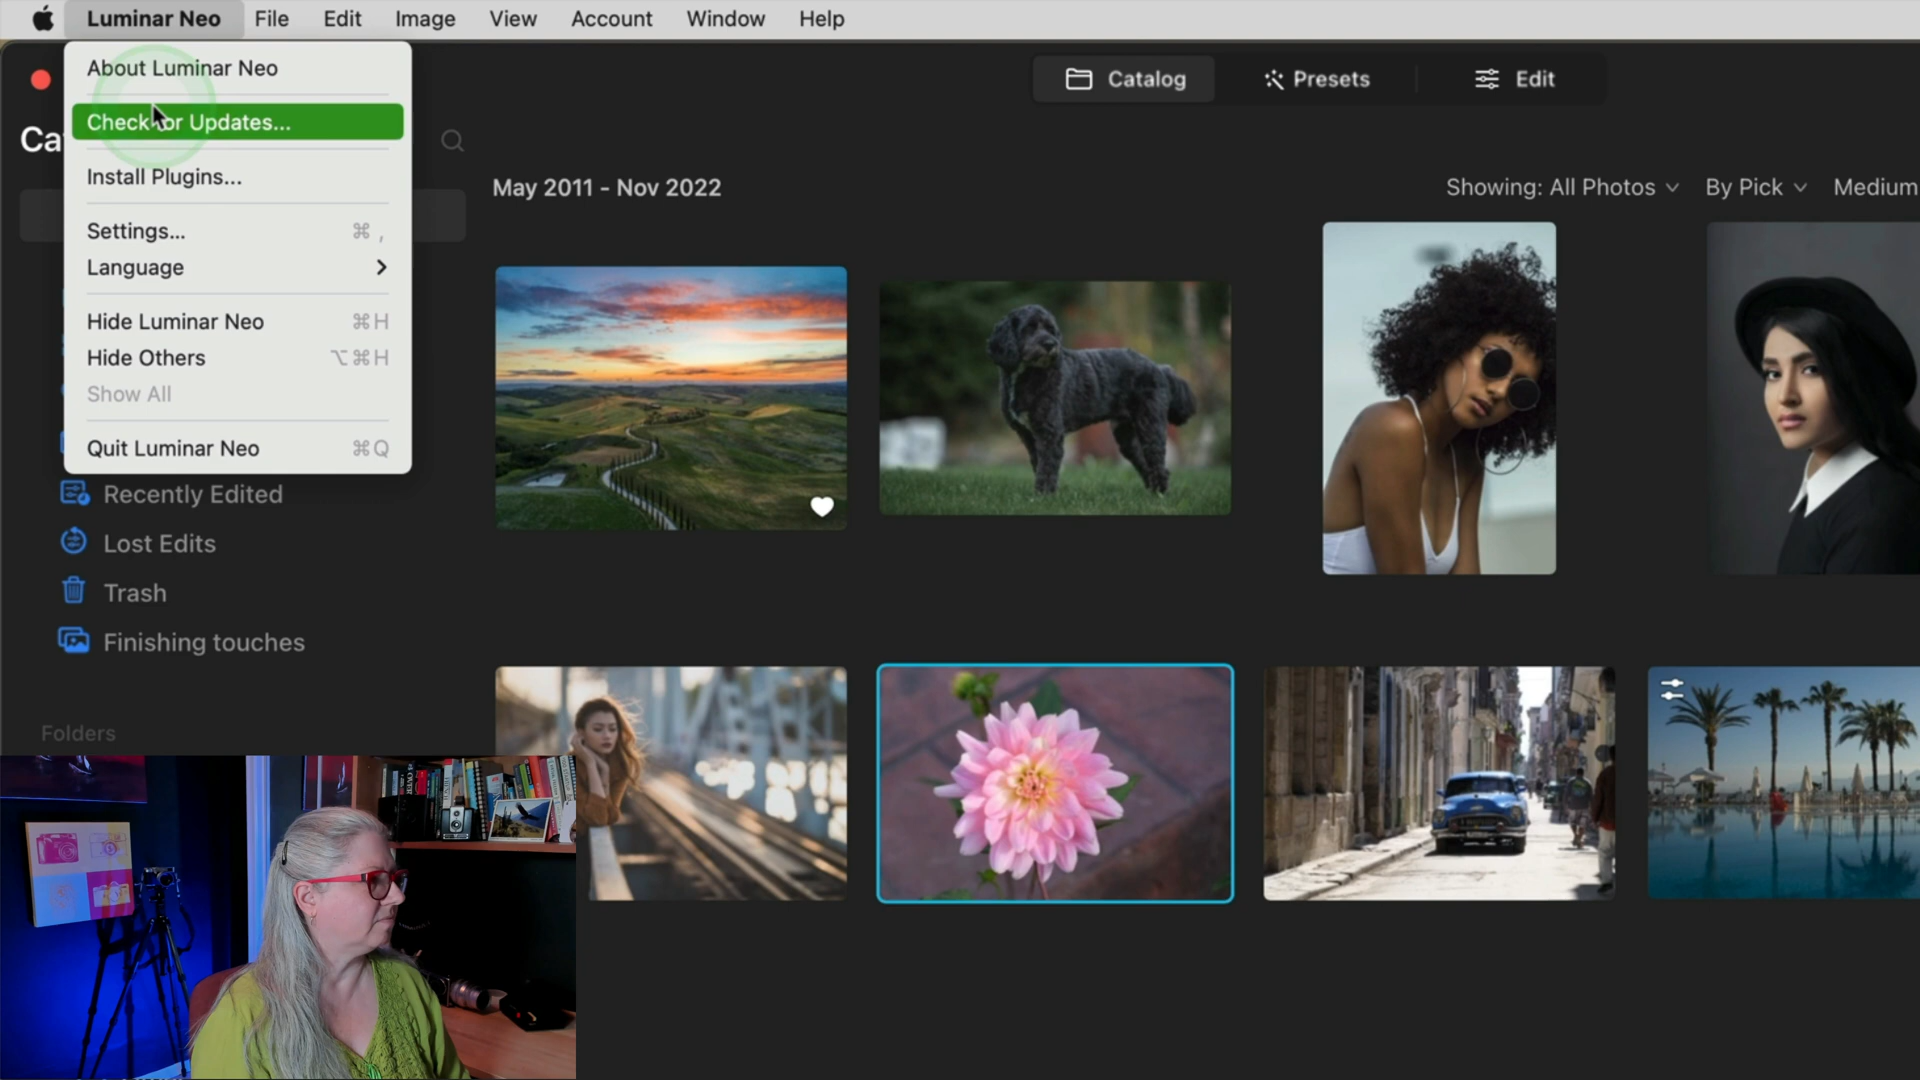 Luminar Neo File Edit Image View Account Window Help
About Luminar Neo
Check for Updates...
Install Plugins...
Settings... ⌘ ,
Language
Hide Luminar Neo ⌘H
Hide Others ⌥⌘H
Show All
Quit Luminar Neo ⌘Q
Catalog Presets Edit
May 2011 - Nov 2022
Showing: All Photos By Pick Medium
Recently Edited
Lost Edits
Trash
Finishing touches
Folders